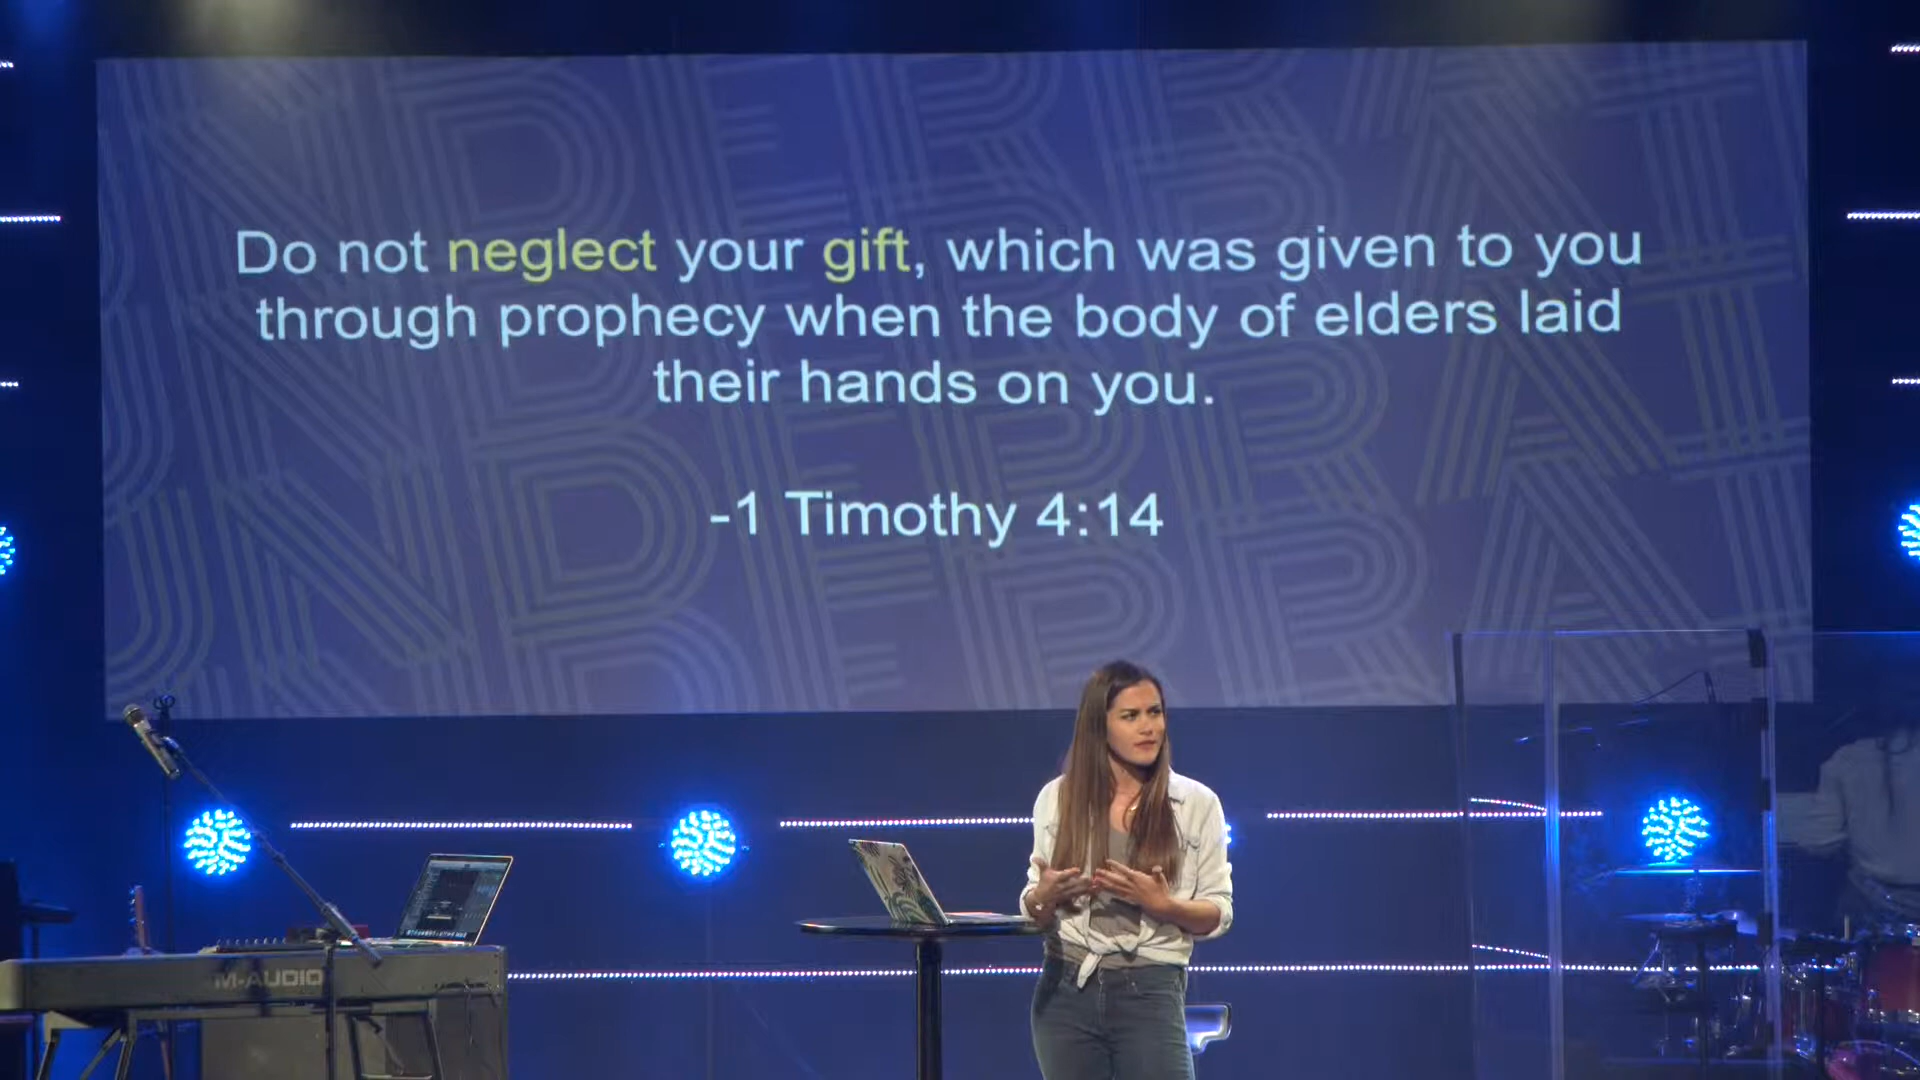 Do not neglect your gift, which was given to you
through prophecy when the body of elders laid
their hands on you.
-1 Timothy 4:14
M-AUDIO